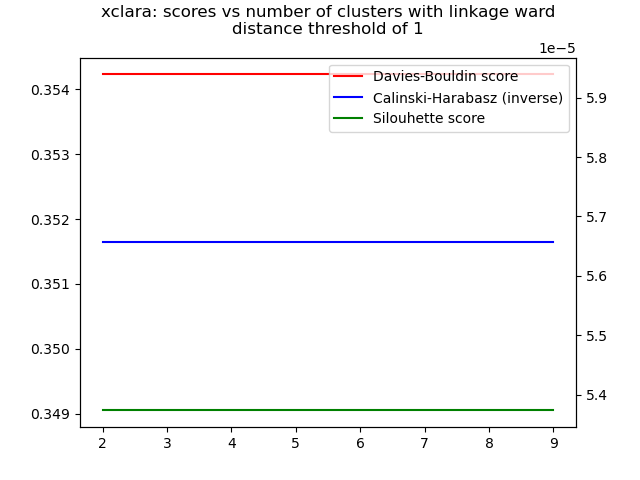 xclara: scores vs number of clusters with linkage ward
distance threshold of 1
1e−5
Davies-Bouldin score
Calinski-Harabasz (inverse)
Silouhette score
0.354
0.353
0.352
0.351
0.350
0.349
5.9
5.8
5.7
5.6
5.5
5.4
2 3 4 5 6 7 8 9